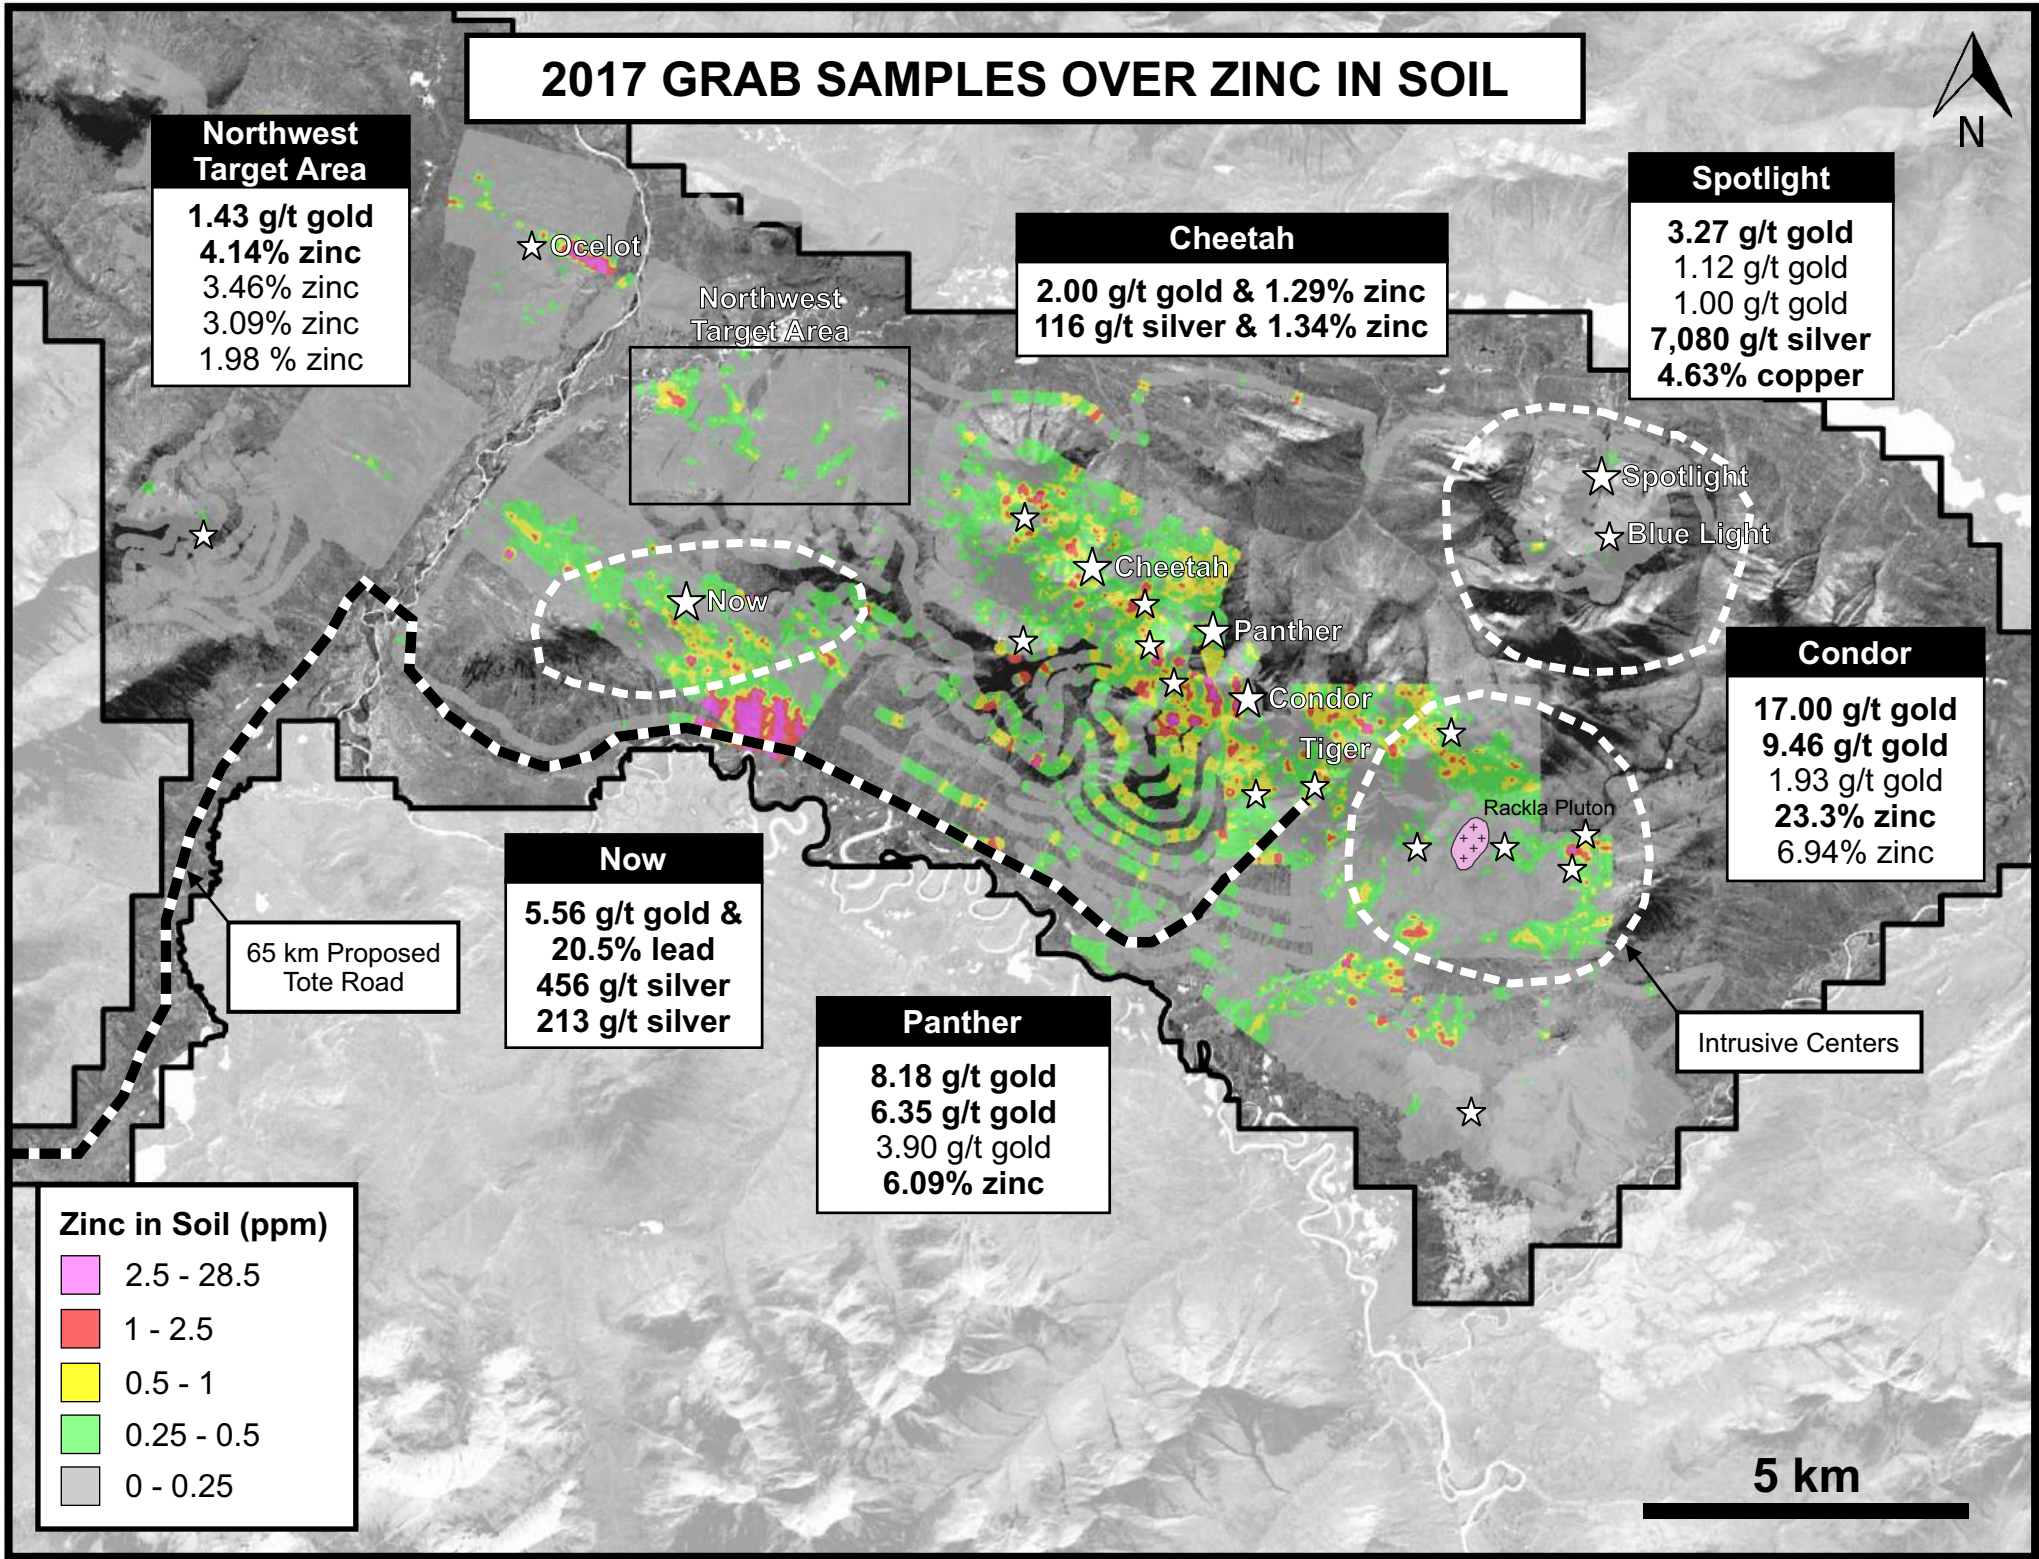 2017 GRAB SAMPLES OVER ZINC IN SOIL
N
Northwest
Target Area
1.43 g/t gold
4.14% zinc
3.46% zinc
3.09% zinc
1.98 % zinc
Ocelot
Northwest
Target Area
Cheetah
2.00 g/t gold & 1.29% zinc
116 g/t silver & 1.34% zinc
Spotlight
3.27 g/t gold
1.12 g/t gold
1.00 g/t gold
7,080 g/t silver
4.63% copper
Spotlight
Blue Light
Cheetah
Now
Panther
Condor
Tiger
Rackla Pluton
Condor
17.00 g/t gold
9.46 g/t gold
1.93 g/t gold
23.3% zinc
6.94% zinc
Now
5.56 g/t gold &
20.5% lead
456 g/t silver
213 g/t silver
65 km Proposed
Tote Road
Panther
8.18 g/t gold
6.35 g/t gold
3.90 g/t gold
6.09% zinc
Intrusive Centers
Zinc in Soil (ppm)
2.5 - 28.5
1 - 2.5
0.5 - 1
0.25 - 0.5
0 - 0.25
5 km